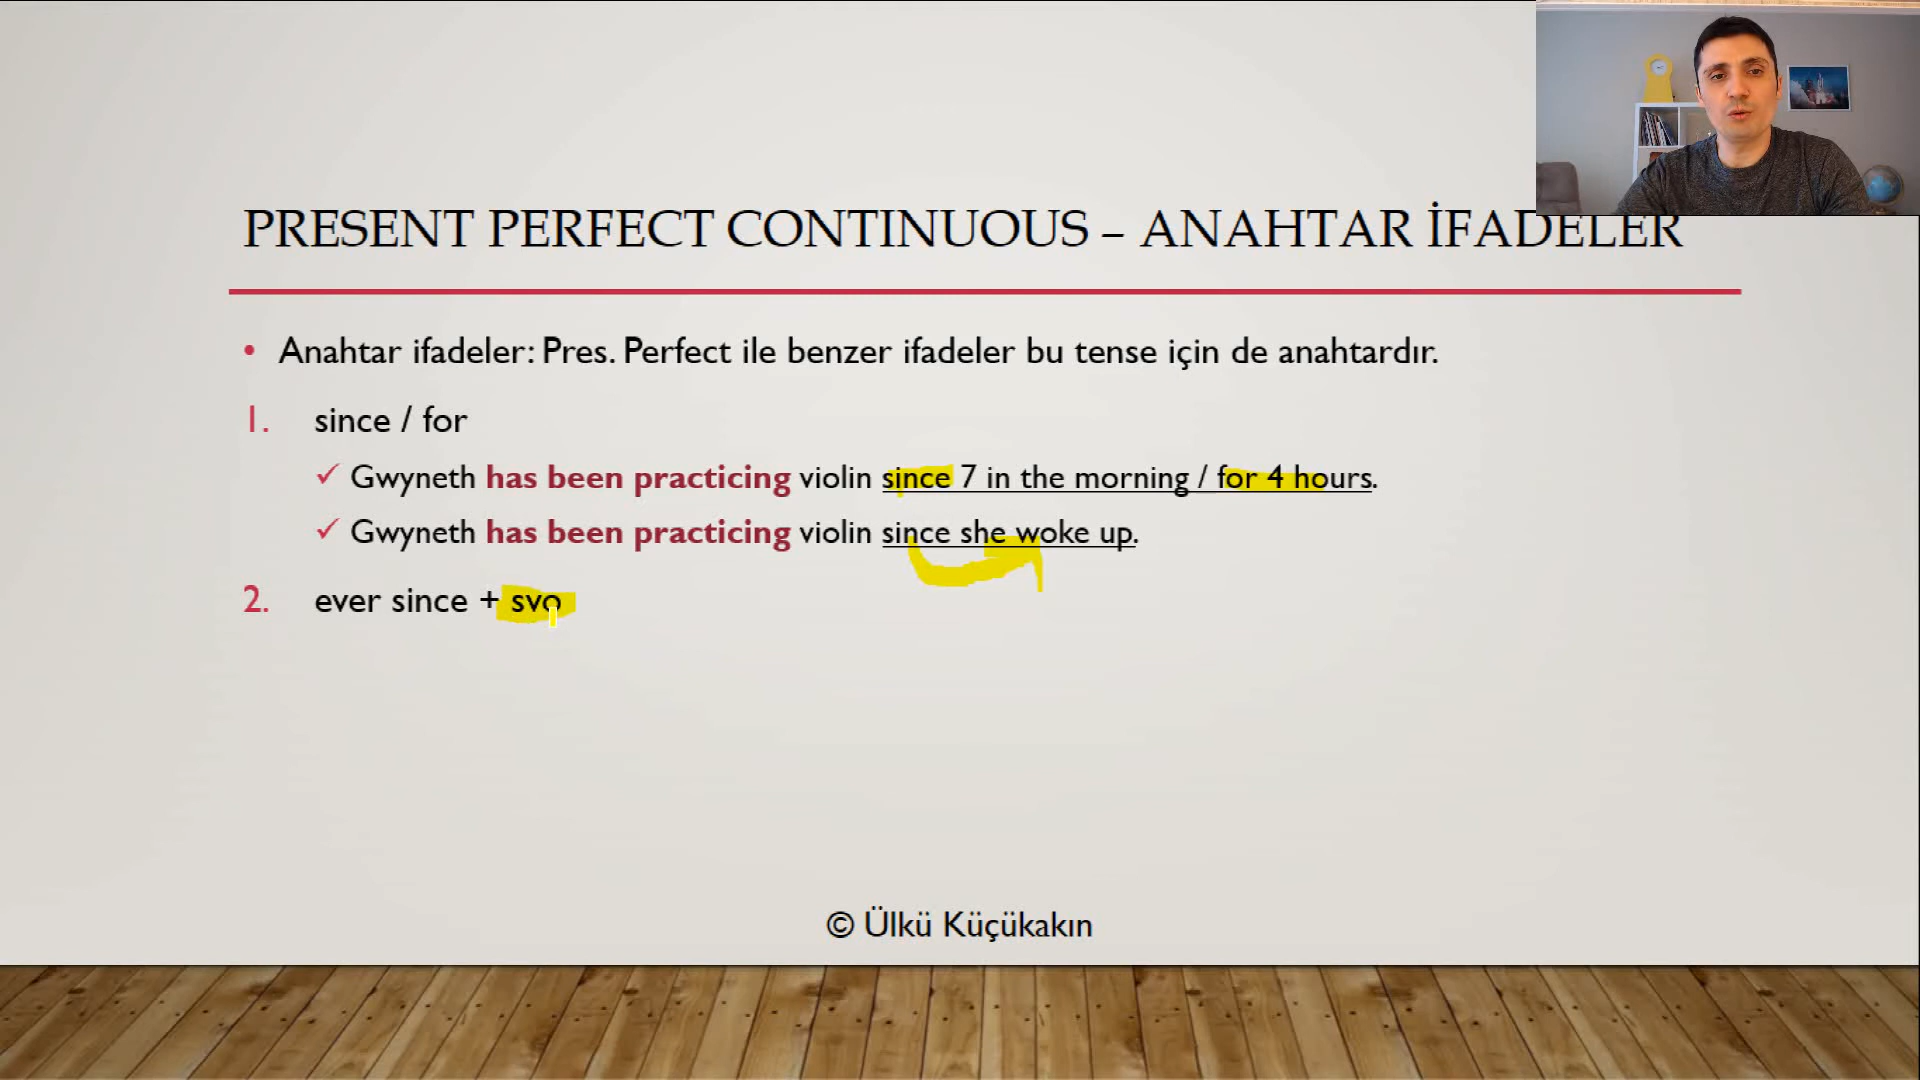 PRESENT PERFECT CONTINUOUS – ANAHTAR İFADELER
• Anahtar ifadeler: Pres. Perfect ile benzer ifadeler bu tense için de anahtardır.
1. since / for
✓ Gwyneth has been practicing violin since 7 in the morning / for 4 hours.
✓ Gwyneth has been practicing violin since she woke up.
2. ever since + svo
© Ülkü Küçükakın